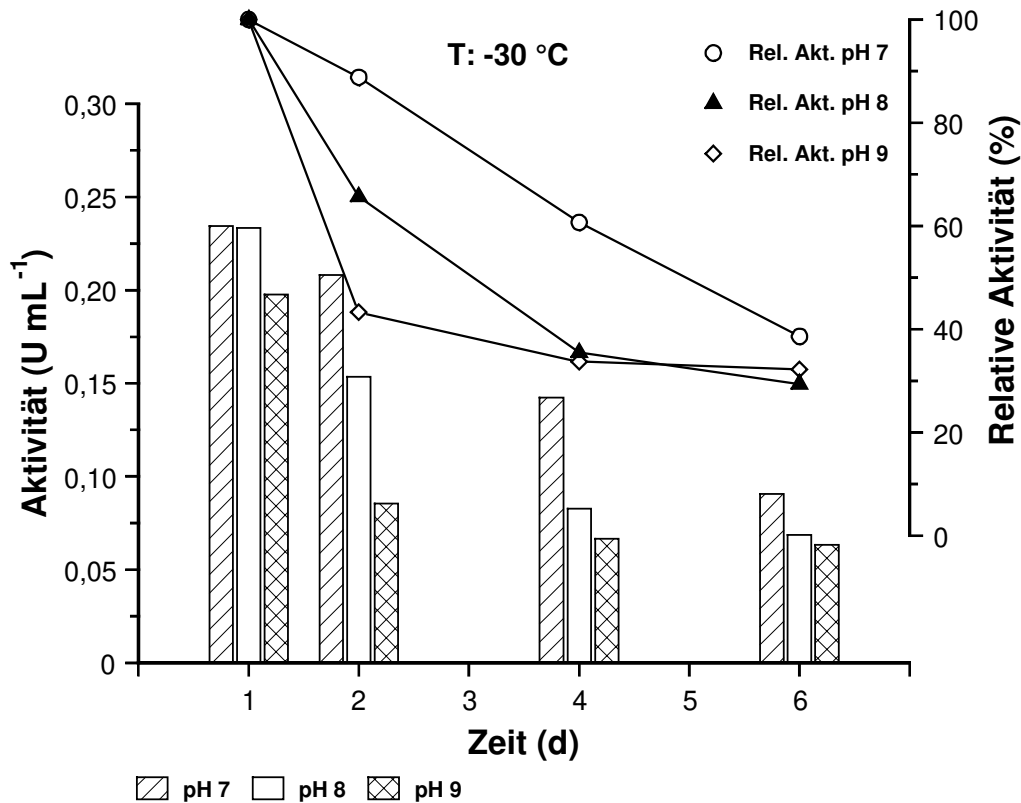 T: -30 °C
Rel. Akt. pH 7
Rel. Akt. pH 8
Rel. Akt. pH 9
Aktivität (U mL⁻¹)
0,30
0,25
0,20
0,15
0,10
0,05
0
Relative Aktivität (%)
100
80
60
40
20
0
1 2 3 4 5 6
Zeit (d)
pH 7 pH 8 pH 9